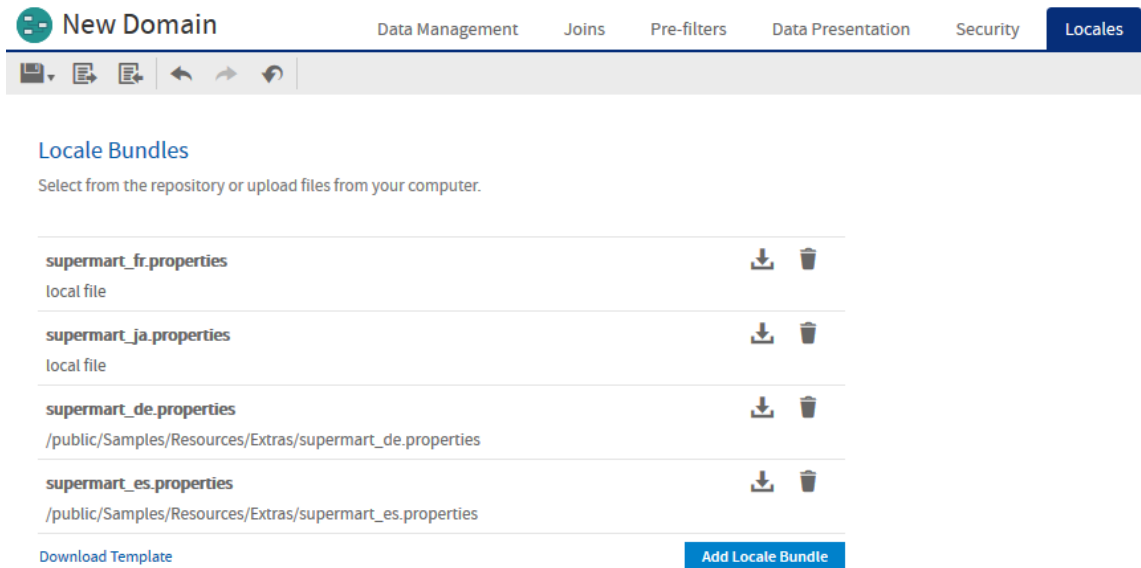 New Domain
Data Management Joins Pre-filters Data Presentation Security Locales
Locale Bundles
Select from the repository or upload files from your computer.
supermart_fr.properties
local file
supermart_ja.properties
local file
supermart_de.properties
/public/Samples/Resources/Extras/supermart_de.properties
supermart_es.properties
/public/Samples/Resources/Extras/supermart_es.properties
Download Template Add Locale Bundle